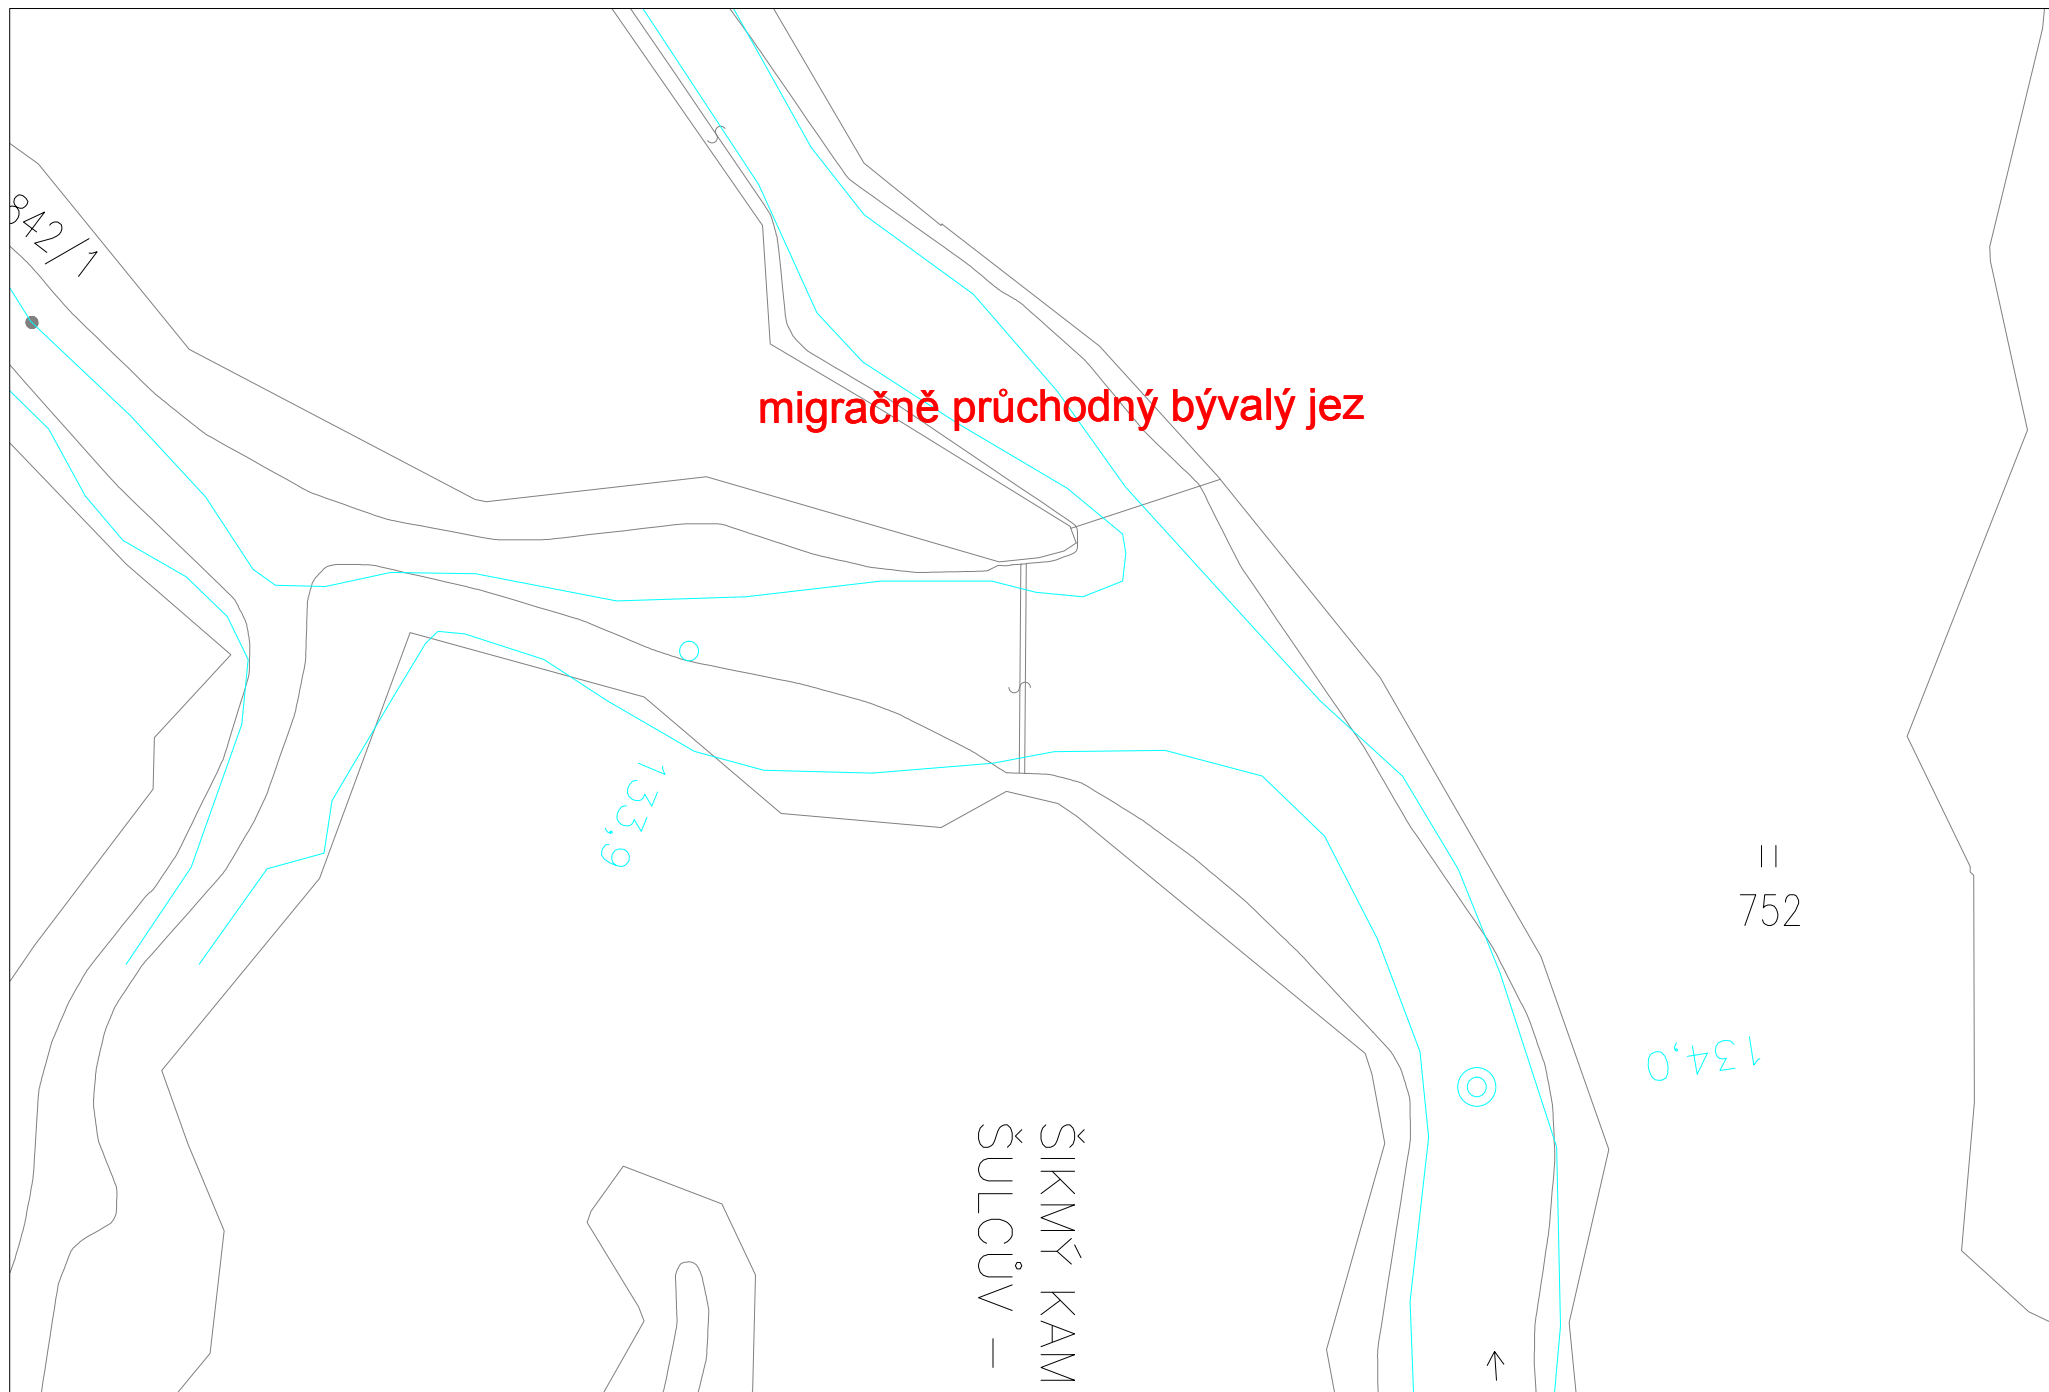 842/1
migračně průchodný bývalý jez
133,9
||
752
134,0
ŠIKMÝ KAM
ŠULCŮV –